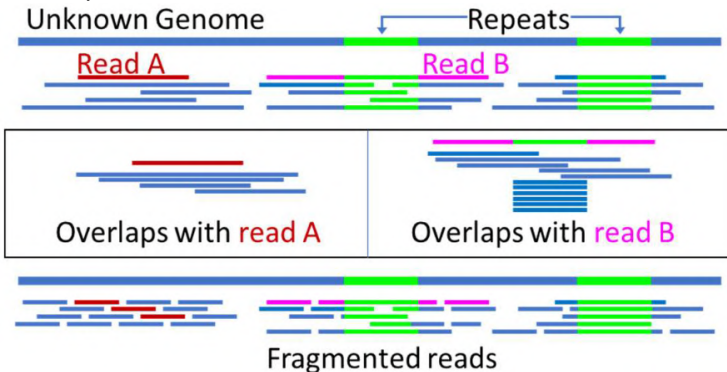 Unknown Genome
Repeats
Read A
Read B
Overlaps with read A
Overlaps with read B
Fragmented reads